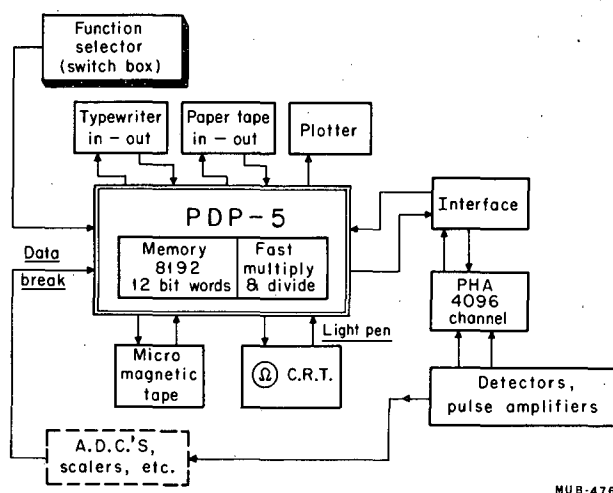 Function
selector
(switch box)
Typewriter
in - out
Paper tape
in - out
Plotter
PDP-5
Memory
8192
12 bit words
Fast
multiply
& divide
Interface
Data
break
PHA
4096
channel
Light pen
Micro
magnetic
tape
Ω C.R.T.
Detectors,
pulse amplifiers
A.D.C.'S,
scalers, etc.